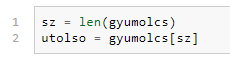 1 sz = len(gyumolcs)
2 utolso = gyumolcs[sz]